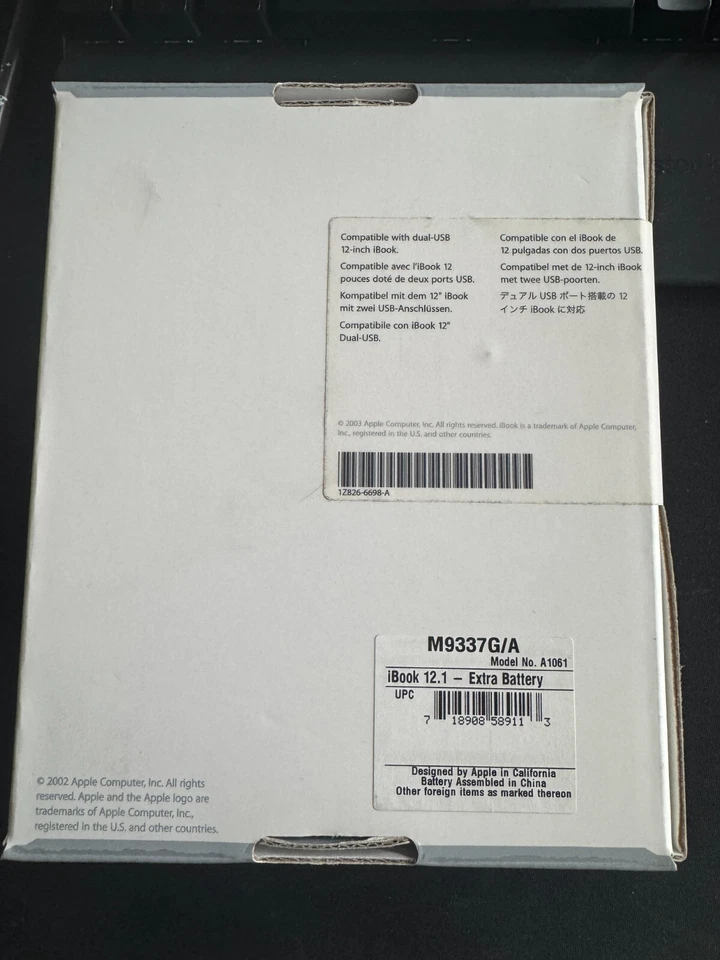 Compatible with dual-USB
12-inch iBook.
Compatible avec l'iBook 12
pouces doté de deux ports USB.
Kompatibel mit dem 12" iBook
mit zwei USB-Anschlüssen.
Compatibile con iBook 12"
Dual-USB.
Compatible con el iBook de
12 pulgadas con dos puertos USB.
Compatibel met de 12-inch iBook
met twee USB-poorten.
デュアル USB ポート搭載の 12
インチ iBook に対応
© 2003 Apple Computer, Inc. All rights reserved. iBook is a trademark of Apple Computer,
Inc., registered in the U.S. and other countries.
1Z826-6698-A
M9337G/A
Model No. A1061
iBook 12.1 – Extra Battery
UPC
7 18908 58911 3
Designed by Apple in California
Battery Assembled in China
Other foreign items as marked thereon
© 2002 Apple Computer, Inc. All rights
reserved. Apple and the Apple logo are
trademarks of Apple Computer, Inc.,
registered in the U.S. and other countries.